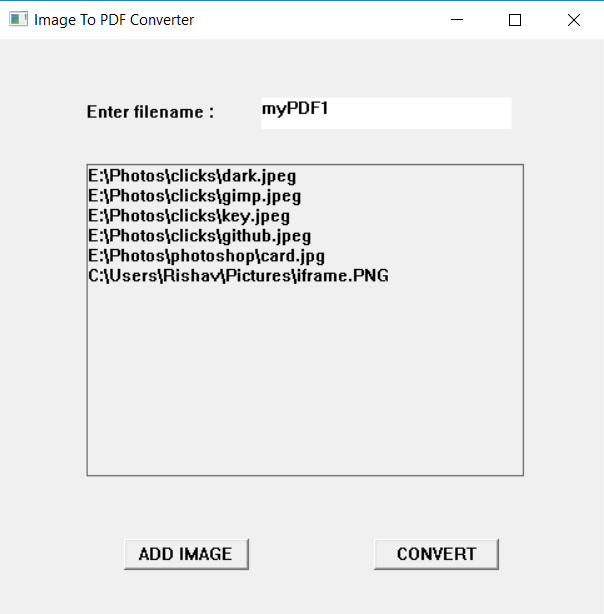 Image To PDF Converter
Enter filename : myPDF1
E:\Photos\clicks\dark.jpeg
E:\Photos\clicks\gimp.jpeg
E:\Photos\clicks\key.jpeg
E:\Photos\clicks\github.jpeg
E:\Photos\photoshop\card.jpg
C:\Users\Rishav\Pictures\iframe.PNG
ADD IMAGE CONVERT